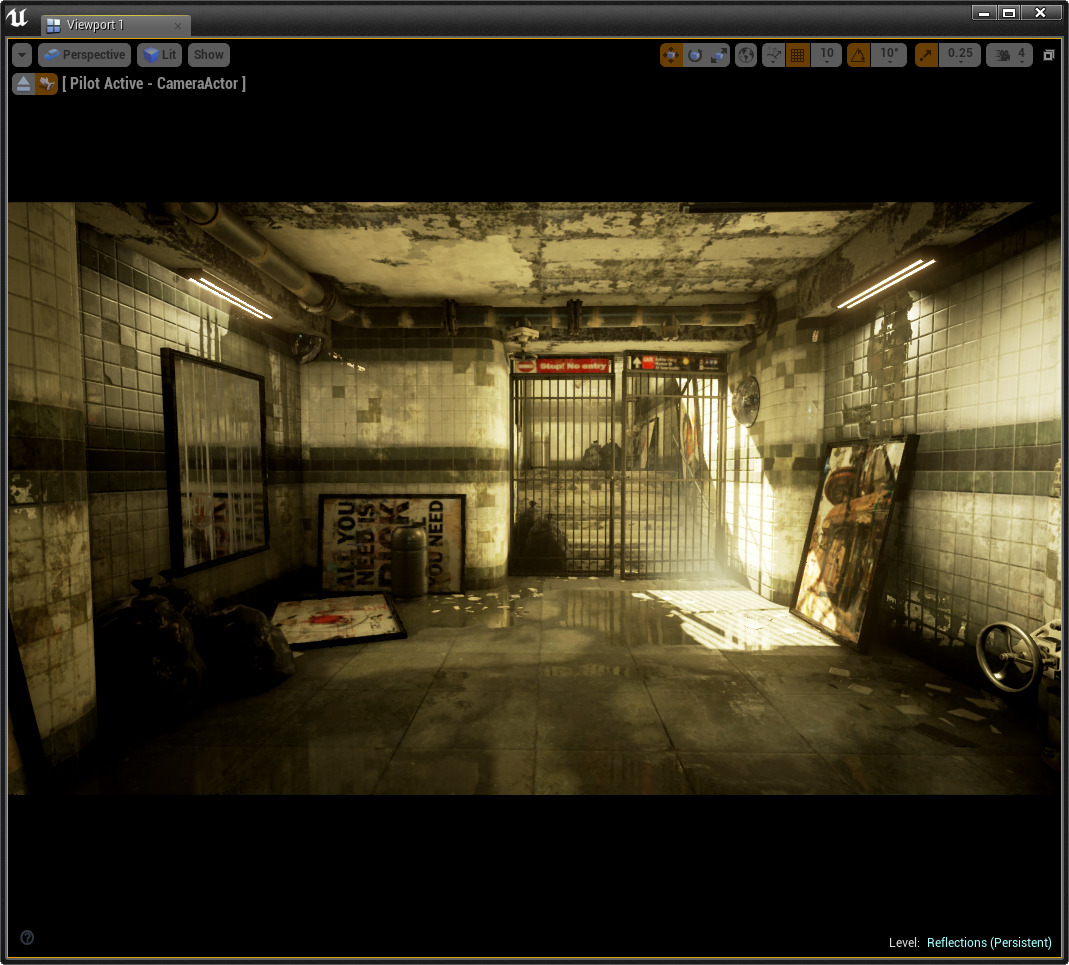 Viewport 1
Perspective
Lit
Show
10
10°
0.25
4
[ Pilot Active - CameraActor ]
Stop! No entry
ALL YOU
NEED IS
YOU NEED
Level: Reflections (Persistent)